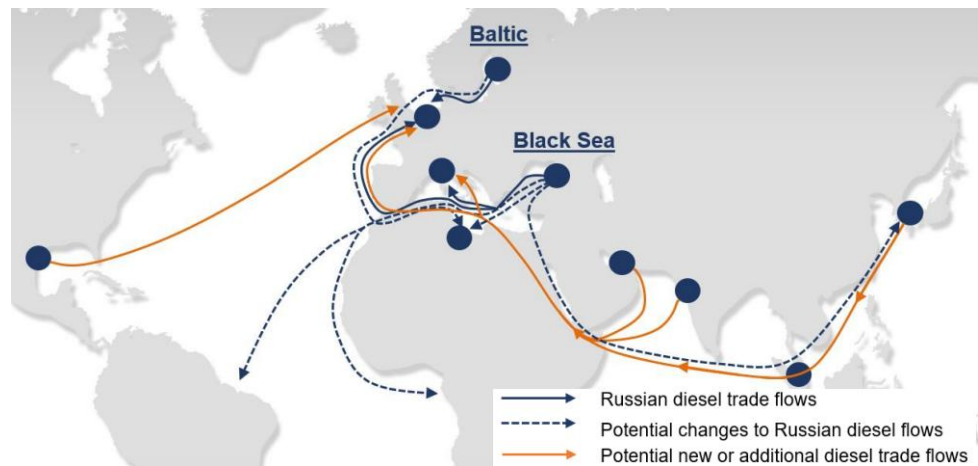 Baltic
Black Sea
Russian diesel trade flows
Potential changes to Russian diesel flows
Potential new or additional diesel trade flows